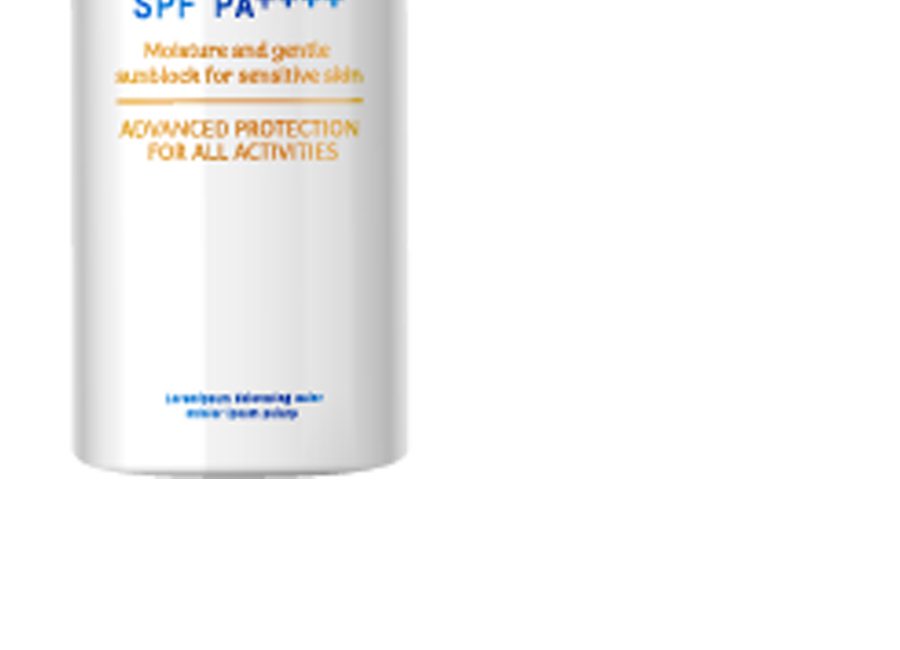 SPF PA++++
Moisture and gentle
sunblock for sensitive skin
ADVANCED PROTECTION
FOR ALL ACTIVITIES